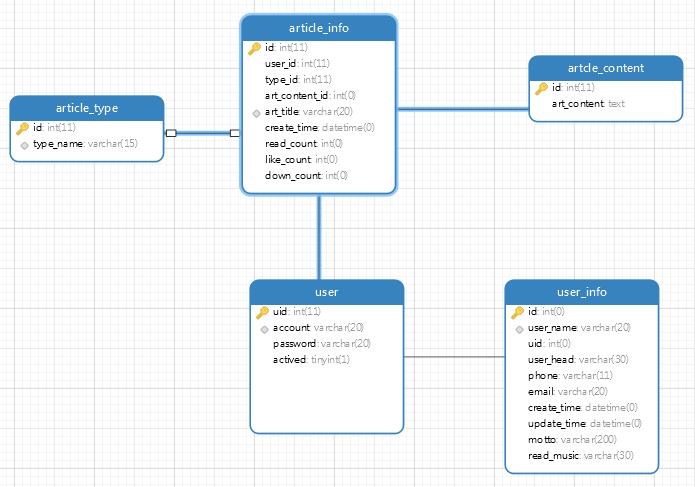 article_info
id: int(11)
user_id: int(11)
type_id: int(11)
art_content_id: int(0)
art_title: varchar(20)
create_time: datetime(0)
read_count: int(0)
like_count: int(0)
down_count: int(0)
artcle_content
id: int(11)
art_content: text
article_type
id: int(11)
type_name: varchar(15)
user
uid: int(11)
account: varchar(20)
password: varchar(20)
actived: tinyint(1)
user_info
id: int(0)
user_name: varchar(20)
uid: int(0)
user_head: varchar(30)
phone: varchar(11)
email: varchar(20)
create_time: datetime(0)
update_time: datetime(0)
motto: varchar(200)
read_music: varchar(30)